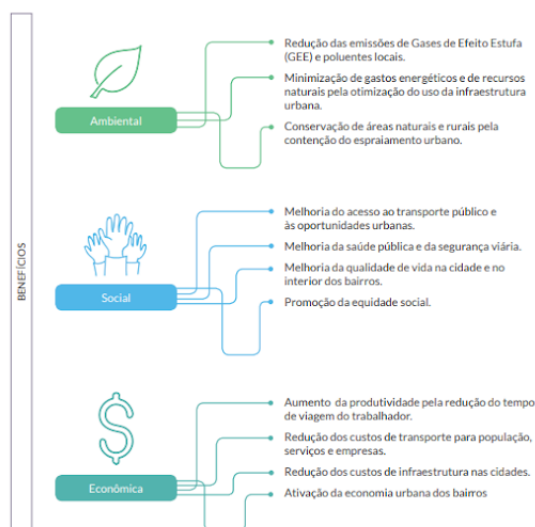 BENEFÍCIOS
Ambiental
Redução das emissões de Gases de Efeito Estufa
(GEE) e poluentes locais.
Minimização de gastos energéticos e de recursos
naturais pela otimização do uso da infraestrutura
urbana.
Conservação de áreas naturais e rurais pela
contenção do espraiamento urbano.
Social
Melhoria do acesso ao transporte público e
às oportunidades urbanas.
Melhoria da saúde pública e da segurança viária.
Melhoria da qualidade de vida na cidade e no
interior dos bairros.
Promoção da equidade social.
Econômica
Aumento da produtividade pela redução do tempo
de viagem do trabalhador.
Redução dos custos de transporte para população,
serviços e empresas.
Redução dos custos de infraestrutura nas cidades.
Ativação da economia urbana dos bairros